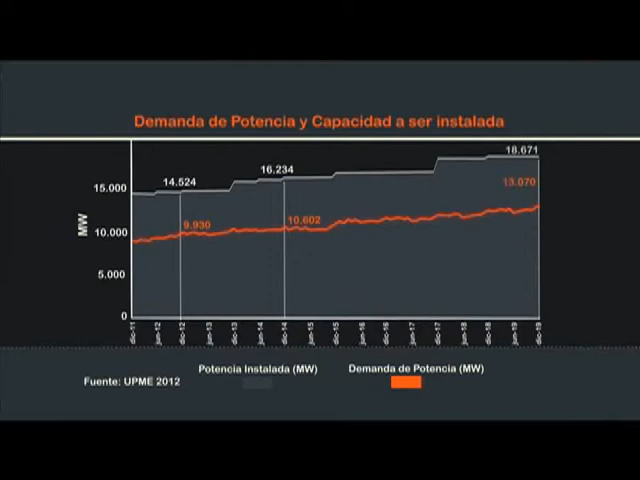 Demanda de Potencia y Capacidad a ser instalada
18.671
16.234
14.524
13.070
10.602
9.930
15.000
10.000
5.000
0
MW
dic-11
jun-12
dic-12
jun-13
dic-13
jun-14
dic-14
jun-15
dic-15
jun-16
dic-16
jun-17
dic-17
jun-18
dic-18
jun-19
dic-19
Potencia Instalada (MW)
Demanda de Potencia (MW)
Fuente: UPME 2012